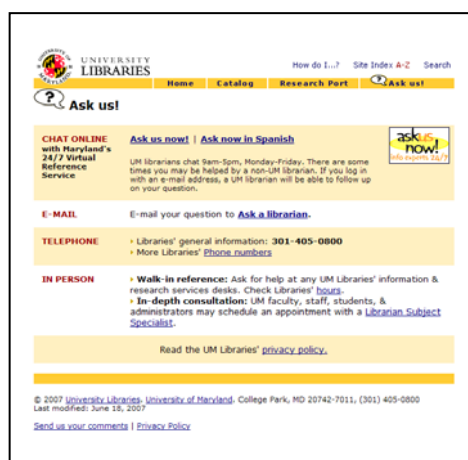 UNIVERSITY
LIBRARIES
How do I...? Site Index A-Z Search
Home Catalog Research Port Ask us!
? Ask us!
CHAT ONLINE
with Maryland's
24/7 Virtual
Reference
Service
Ask us now! | Ask now in Spanish
UM librarians chat 9am-5pm, Monday-Friday. There are some
times you may be helped by a non-UM librarian. If you log in
with an e-mail address, a UM librarian will be able to follow up
on your question.
askus
now!
info experts 24/7
E-MAIL
E-mail your question to Ask a librarian.
TELEPHONE
Libraries' general information: 301-405-0800
More Libraries' Phone numbers
IN PERSON
Walk-in reference: Ask for help at any UM Libraries' information &
research services desks. Check Libraries' hours.
In-depth consultation: UM faculty, staff, students, &
administrators may schedule an appointment with a Librarian Subject
Specialist.
Read the UM Libraries' privacy policy.
© 2007 University Libraries. University of Maryland. College Park, MD 20742-7011, (301) 405-0800
Last modified: June 18, 2007
Send us your comments | Privacy Policy